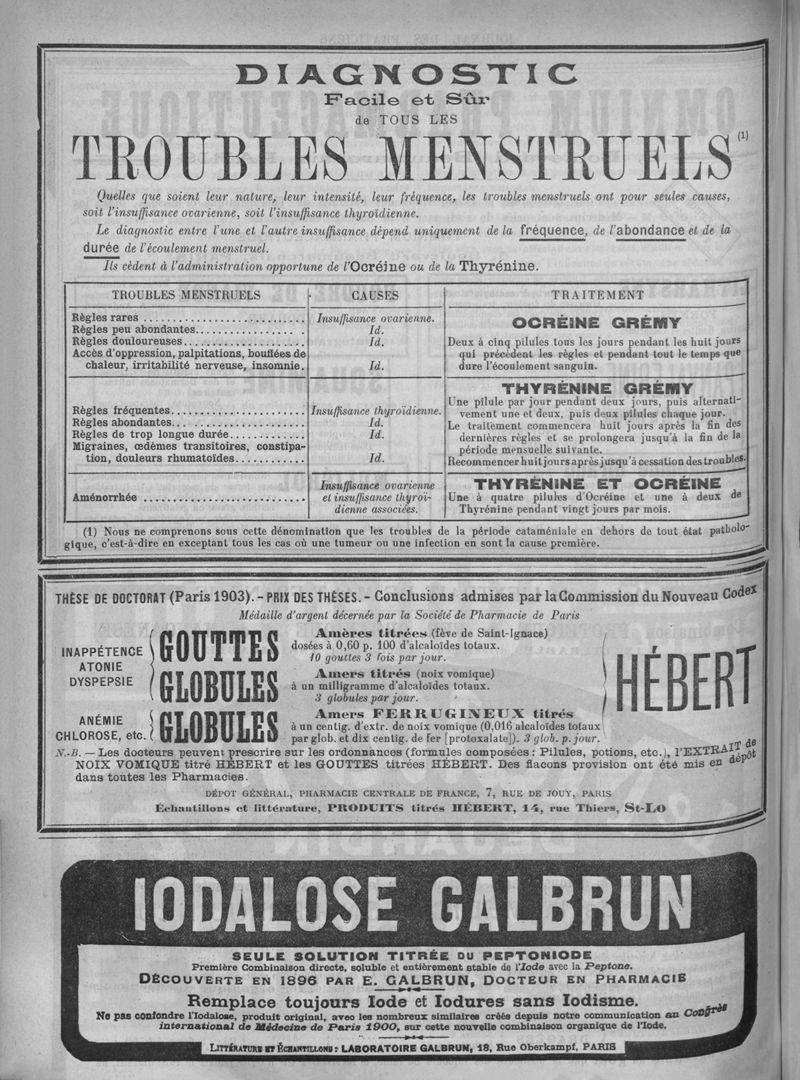 DIAGNOSTIC
Facile et Sûr
de TOUS LES
TROUBLES MENSTRUELS (1)
Quelles que soient leur nature, leur intensité, leur fréquence, les troubles menstruels ont pour seules causes,
soit l'insuffisance ovarienne, soit l'insuffisance thyroïdienne.
Le diagnostic entre l'une et l'autre insuffisance dépend uniquement de la fréquence, de l'abondance et de la
durée de l'écoulement menstruel.
Ils cèdent à l'administration opportune de l'Ocréine ou de la Thyrénine.
TROUBLES MENSTRUELS
CAUSES
TRAITEMENT
Règles rares ........................... Insuffisance ovarienne.
Règles peu abondantes.................. Id.
Règles douloureuses.................... Id.
Accès d'oppression, palpitations, bouffées de
chaleur, irritabilité nerveuse, insomnie. Id.
OCRÉINE GRÉMY
Deux à cinq pilules tous les jours pendant les huit jours
qui précèdent les règles et pendant tout le temps que
dure l'écoulement sanguin.
Règles fréquentes...................... Insuffisance thyroïdienne.
Règles abondantes...................... Id.
Règles de trop longue durée............ Id.
Migraines, œdèmes transitoires, constipa-
tion, douleurs rhumatoïdes............ Id.
THYRÉNINE GRÉMY
Une pilule par jour pendant deux jours, puis alternati-
vement une et deux, puis deux pilules chaque jour.
Le traitement commencera huit jours après la fin des
dernières règles et se prolongera jusqu'à la fin de la
période mensuelle suivante.
Recommencer huit jours après jusqu'à cessation des troubles.
Aménorrhée ...........................
Insuffisance ovarienne
et insuffisance thyroï-
dienne associées.
THYRÉNINE ET OCRÉINE
Une à quatre pilules d'Ocréine et une à deux de
Thyrénine pendant vingt jours par mois.
(1) Nous ne comprenons sous cette dénomination que les troubles de la période cataméniale en dehors de tout état patholo-
gique, c'est-à-dire en exceptant tous les cas où une tumeur ou une infection en sont la cause première.
THÈSE DE DOCTORAT (Paris 1903). - PRIX DES THÈSES. - Conclusions admises par la Commission du Nouveau Codex
Médaille d'argent décernée par la Société de Pharmacie de Paris
INAPPÉTENCE
ATONIE
DYSPEPSIE
GOUTTES
Amères titrées (fève de Saint-Ignace)
dosées à 0,60 p. 100 d'alcaloïdes totaux.
10 gouttes 3 fois par jour.
GLOBULES
Amers titrés (noix vomique)
à un milligramme d'alcaloïdes totaux.
3 globules par jour.
ANÉMIE
CHLOROSE, etc.
GLOBULES
Amers FERRUGINEUX titrés
à un centig. d'extr. de noix vomique (0,016 alcaloïdes totaux
par glob. et dix centig. de fer [protoxalate]). 3 glob. p. jour.
HÉBERT
N.-B. — Les docteurs peuvent prescrire sur les ordonnances (formules composées : Pilules, potions, etc.), l'EXTRAIT de
NOIX VOMIQUE titré HÉBERT et les GOUTTES titrées HÉBERT. Des flacons provision ont été mis en dépôt
dans toutes les Pharmacies.
DÉPOT GÉNÉRAL, PHARMACIE CENTRALE DE FRANCE, 7, RUE DE JOUY, PARIS
Échantillons et littérature, PRODUITS titrés HÉBERT, 14, rue Thiers, St-Lo
IODALOSE GALBRUN
SEULE SOLUTION TITRÉE DU PEPTONIODE
Première Combinaison directe, soluble et entièrement stable de l'Iode avec la Peptone.
DÉCOUVERTE EN 1896 PAR E. GALBRUN, DOCTEUR EN PHARMACIE
Remplace toujours Iode et Iodures sans Iodisme.
Ne pas confondre l'Iodalose, produit original, avec les nombreux similaires créés depuis notre communication au Congrès
international de Médecine de Paris 1900, sur cette nouvelle combinaison organique de l'Iode.
LITTÉRATURE ET ÉCHANTILLONS : LABORATOIRE GALBRUN, 18, Rue Oberkampf, PARIS